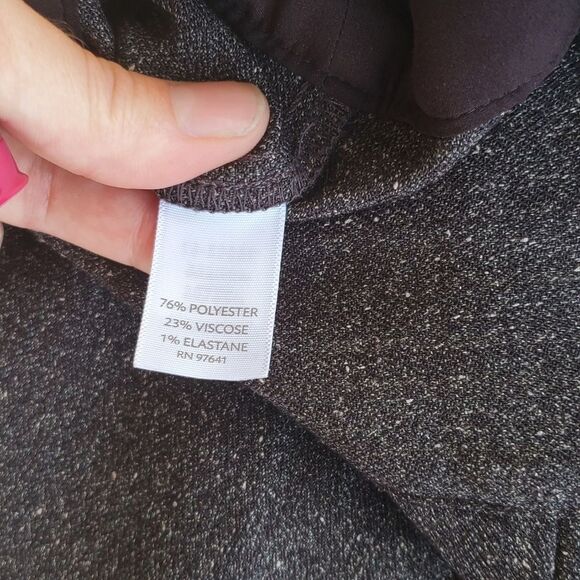 76% POLYESTER
23% VISCOSE
1% ELASTANE
RN 97641